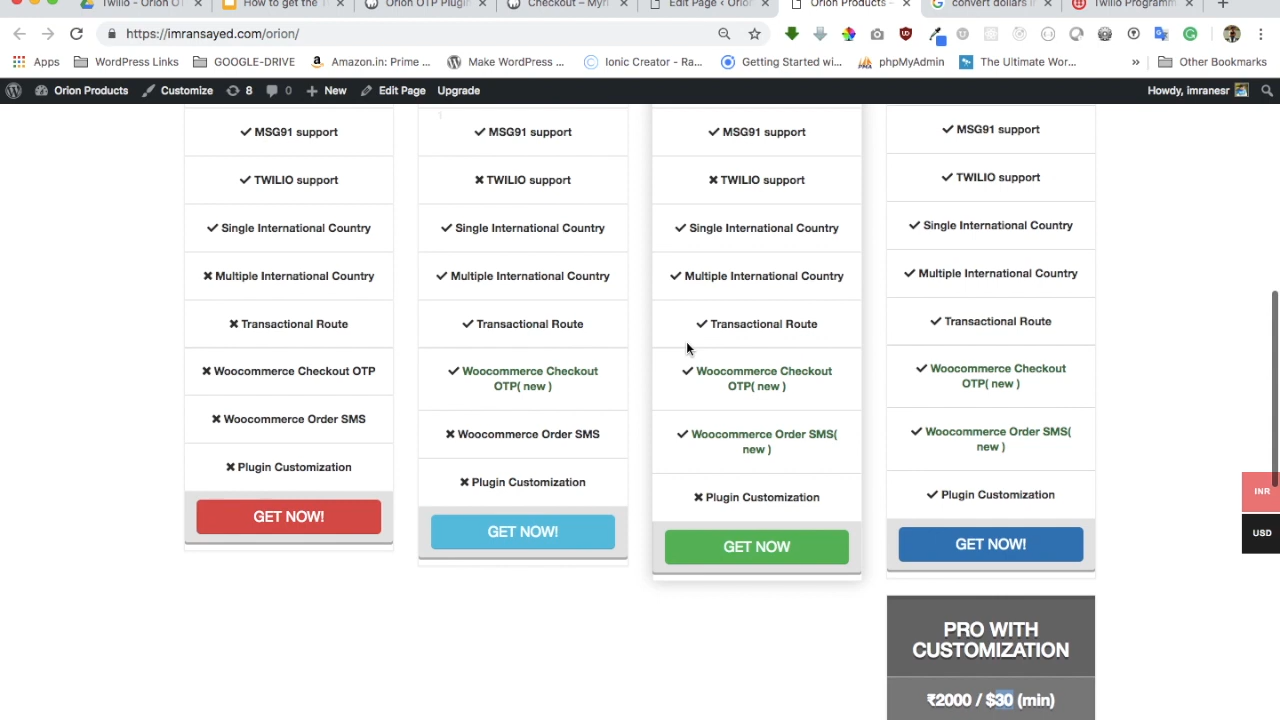 Twilio - Orion O
How to get the
Orion OTP Plugin
Checkout – Myr
Edit Page ‹ Orio
Orion Products –
convert dollars i
Twilio Programm
https://imransayed.com/orion/
Apps
WordPress Links
GOOGLE-DRIVE
Amazon.in: Prime ...
Make WordPress ...
Ionic Creator - Ra...
Getting Started wi...
phpMyAdmin
The Ultimate Wo...
»
Other Bookmarks
Orion Products
Customize
8
0
New
Edit Page
Upgrade
Howdy, imranesr
MSG91 support
TWILIO support
Single International Country
Multiple International Country
Transactional Route
Woocommerce Checkout OTP
Woocommerce Order SMS
Plugin Customization
GET NOW!
MSG91 support
TWILIO support
Single International Country
Multiple International Country
Transactional Route
Woocommerce Checkout
OTP( new )
Woocommerce Order SMS
Plugin Customization
GET NOW!
MSG91 support
TWILIO support
Single International Country
Multiple International Country
Transactional Route
Woocommerce Checkout
OTP( new )
Woocommerce Order SMS(
new )
Plugin Customization
GET NOW
MSG91 support
TWILIO support
Single International Country
Multiple International Country
Transactional Route
Woocommerce Checkout
OTP( new )
Woocommerce Order SMS(
new )
Plugin Customization
GET NOW!
PRO WITH
CUSTOMIZATION
₹2000 / $30 (min)
INR
USD